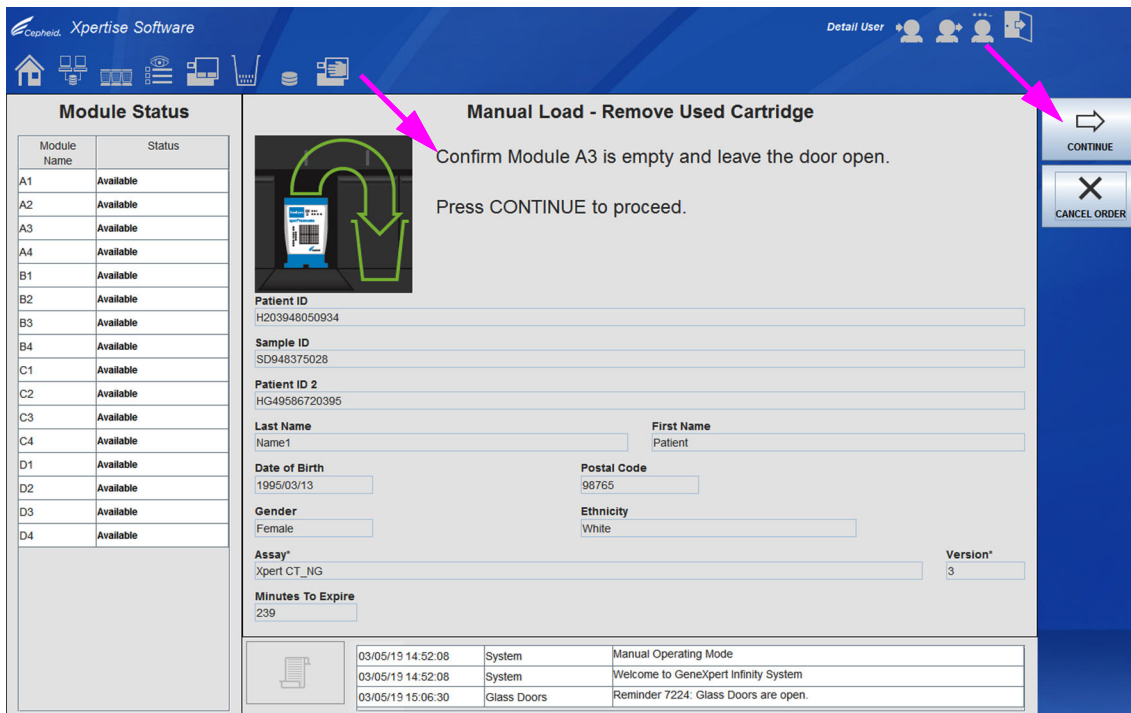 Cepheid. Xpertise Software
Detail User
Module Status
Module Name Status
A1 Available
A2 Available
A3 Available
A4 Available
B1 Available
B2 Available
B3 Available
B4 Available
C1 Available
C2 Available
C3 Available
C4 Available
D1 Available
D2 Available
D3 Available
D4 Available
Manual Load - Remove Used Cartridge
Confirm Module A3 is empty and leave the door open.
Press CONTINUE to proceed.
Patient ID
H203948050934
Sample ID
SD948375028
Patient ID 2
HG49586720395
Last Name First Name
Name1 Patient
Date of Birth Postal Code
1995/03/13 98765
Gender Ethnicity
Female White
Assay* Version*
Xpert CT_NG 3
Minutes To Expire
239
03/05/19 14:52:08 System Manual Operating Mode
03/05/19 14:52:08 System Welcome to GeneXpert Infinity System
03/05/19 15:06:30 Glass Doors Reminder 7224: Glass Doors are open.
CONTINUE
CANCEL ORDER